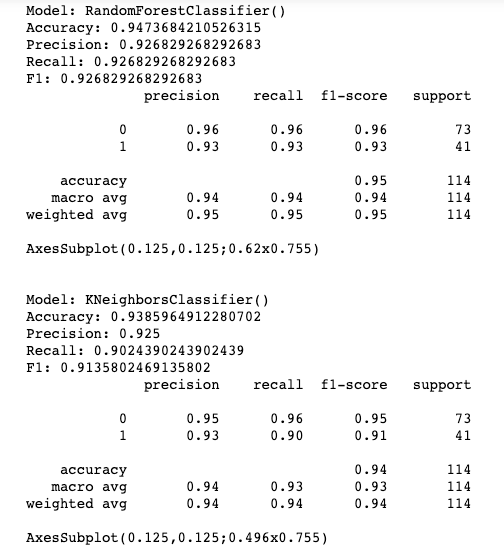 Model: RandomForestClassifier()
Accuracy: 0.9473684210526315
Precision: 0.926829268292683
Recall: 0.926829268292683
F1: 0.926829268292683
precision recall f1-score support
0 0.96 0.96 0.96 73
1 0.93 0.93 0.93 41
accuracy 0.95 114
macro avg 0.94 0.94 0.94 114
weighted avg 0.95 0.95 0.95 114
AxesSubplot(0.125,0.125;0.62x0.755)
Model: KNeighborsClassifier()
Accuracy: 0.9385964912280702
Precision: 0.925
Recall: 0.9024390243902439
F1: 0.9135802469135802
precision recall f1-score support
0 0.95 0.96 0.95 73
1 0.93 0.90 0.91 41
accuracy 0.94 114
macro avg 0.94 0.93 0.93 114
weighted avg 0.94 0.94 0.94 114
AxesSubplot(0.125,0.125;0.496x0.755)